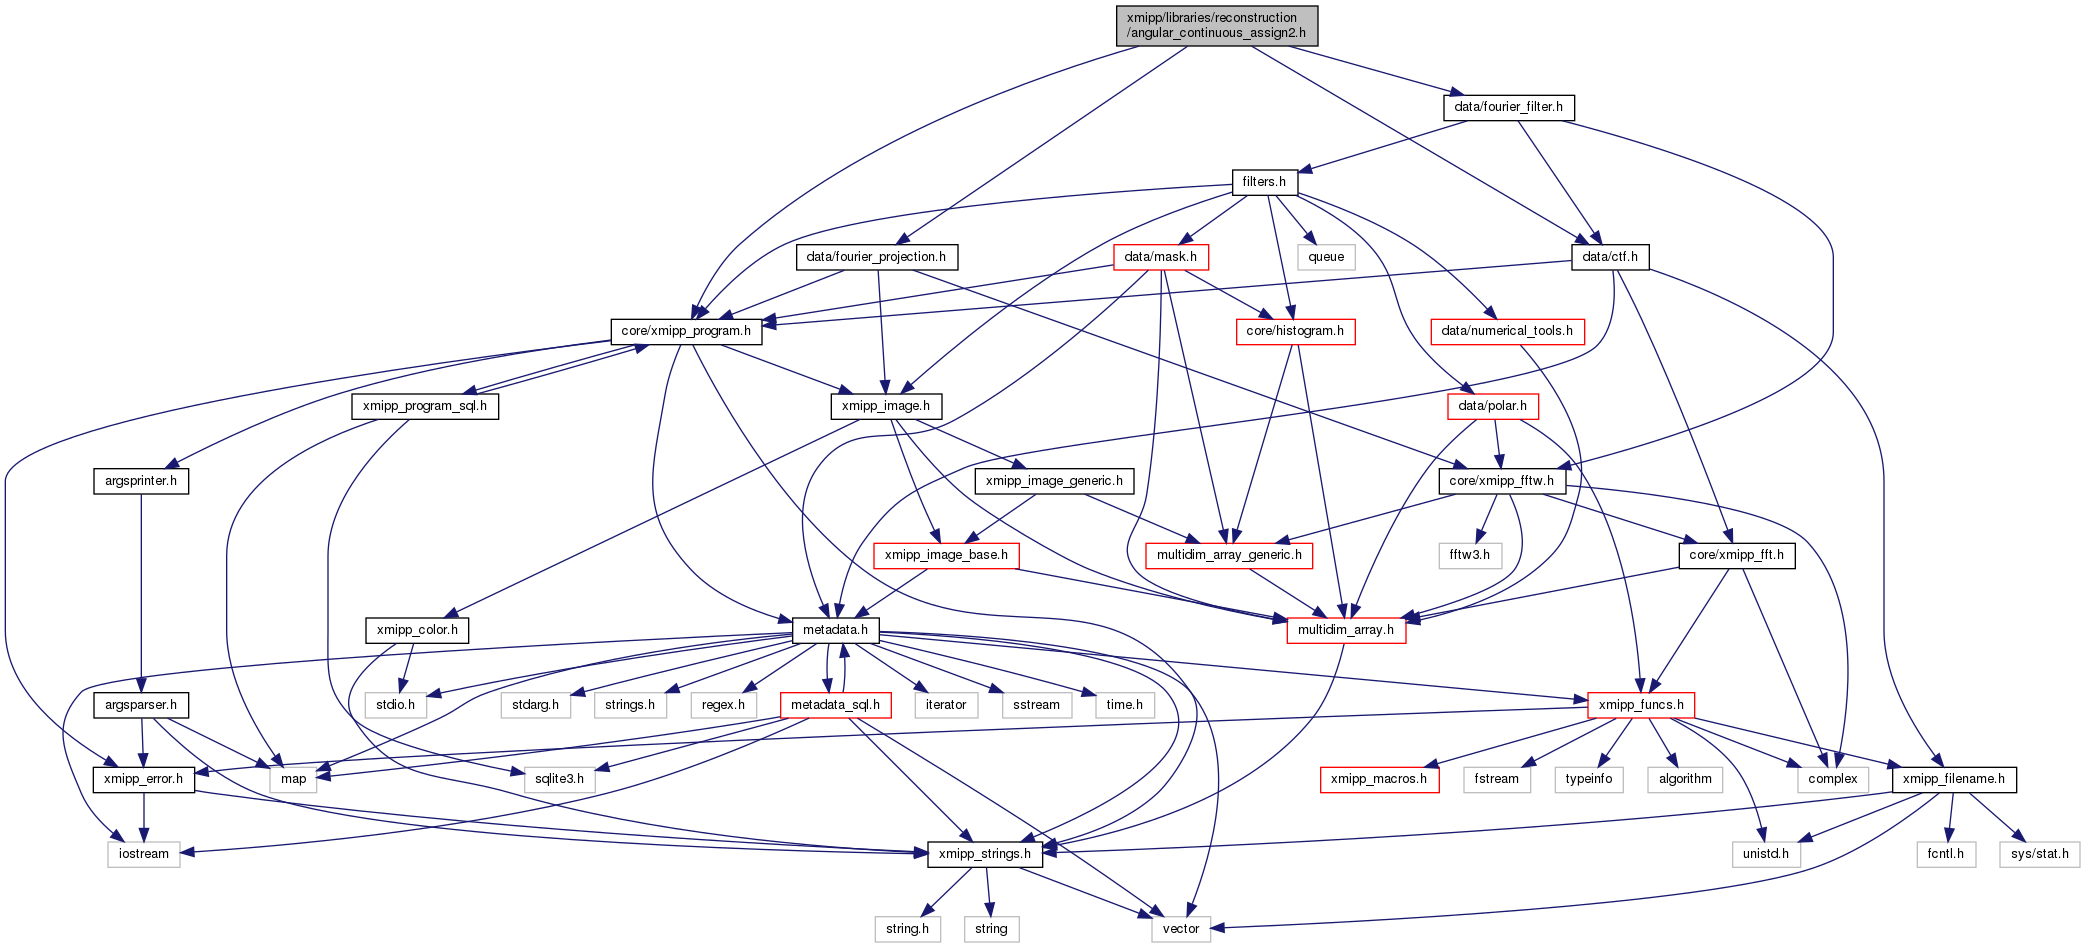 xmipp/libraries/reconstruction
/angular_continuous_assign2.h
data/fourier_filter.h
filters.h
data/fourier_projection.h
data/mask.h
queue
data/ctf.h
core/xmipp_program.h
core/histogram.h
data/numerical_tools.h
xmipp_program_sql.h
xmipp_image.h
data/polar.h
argsprinter.h
xmipp_image_generic.h
core/xmipp_fftw.h
xmipp_image_base.h
multidim_array_generic.h
fftw3.h
core/xmipp_fft.h
xmipp_color.h
metadata.h
multidim_array.h
argsparser.h
stdio.h
stdarg.h
strings.h
regex.h
metadata_sql.h
iterator
sstream
time.h
xmipp_funcs.h
xmipp_error.h
map
sqlite3.h
xmipp_macros.h
fstream
typeinfo
algorithm
complex
xmipp_filename.h
iostream
xmipp_strings.h
unistd.h
fcntl.h
sys/stat.h
string.h
string
vector